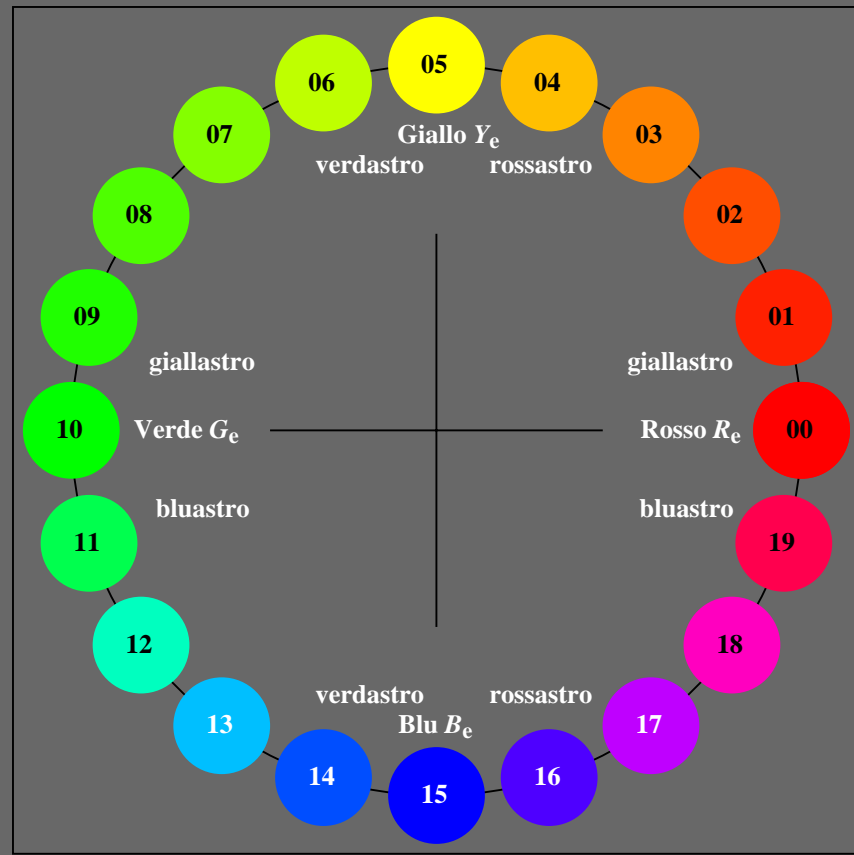 05
06
04
07
Giallo Ye
03
verdastro
rossastro
08
02
09
01
giallastro
giallastro
10
Verde Ge
Rosso Re
00
bluastro
bluastro
11
19
12
18
verdastro
rossastro
13
Blu Be
17
14
16
15